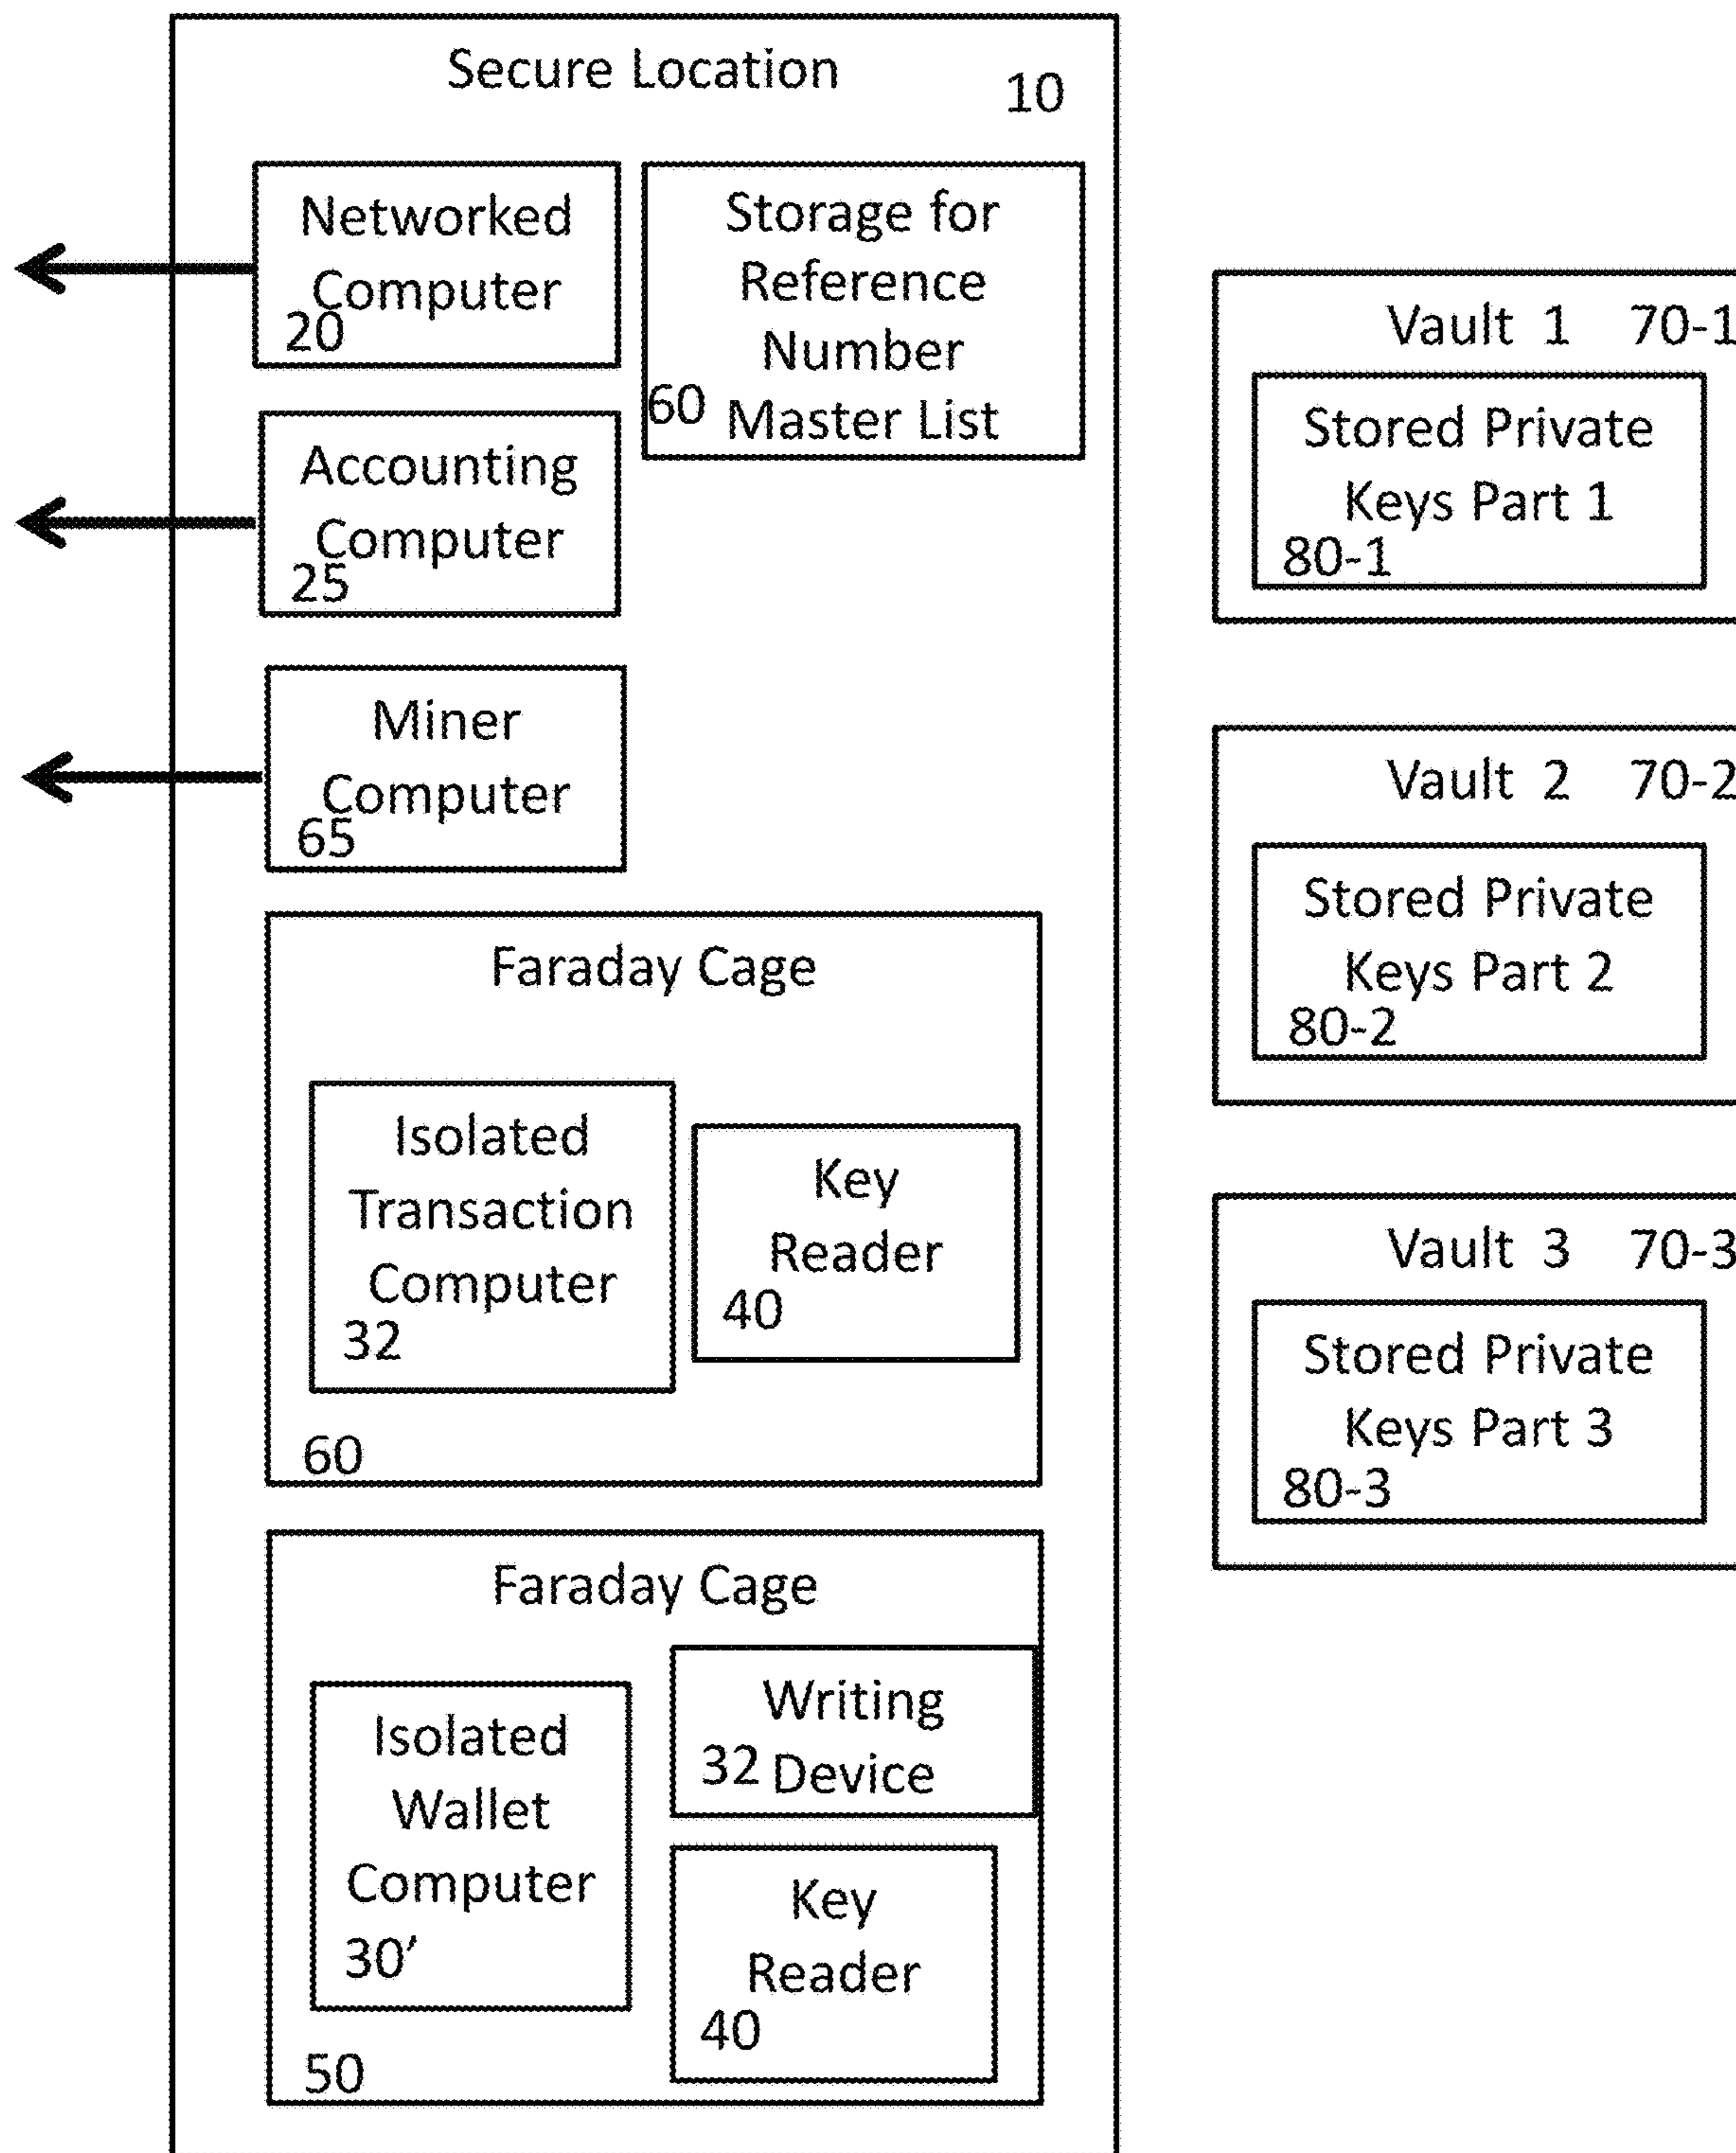 Secure Location
10
Networked
Computer
20
Storage for
Reference
Number
Master List
60
Accounting
Computer
25
Miner
Computer
65
Faraday Cage
Isolated
Transaction
Computer
32
Key
Reader
40
60
Faraday Cage
Isolated
Wallet
Computer
30'
Writing
32 Device
Key
Reader
40
50
Vault 1 70-1
Stored Private
Keys Part 1
80-1
Vault 2 70-2
Stored Private
Keys Part 2
80-2
Vault 3 70-3
Stored Private
Keys Part 3
80-3